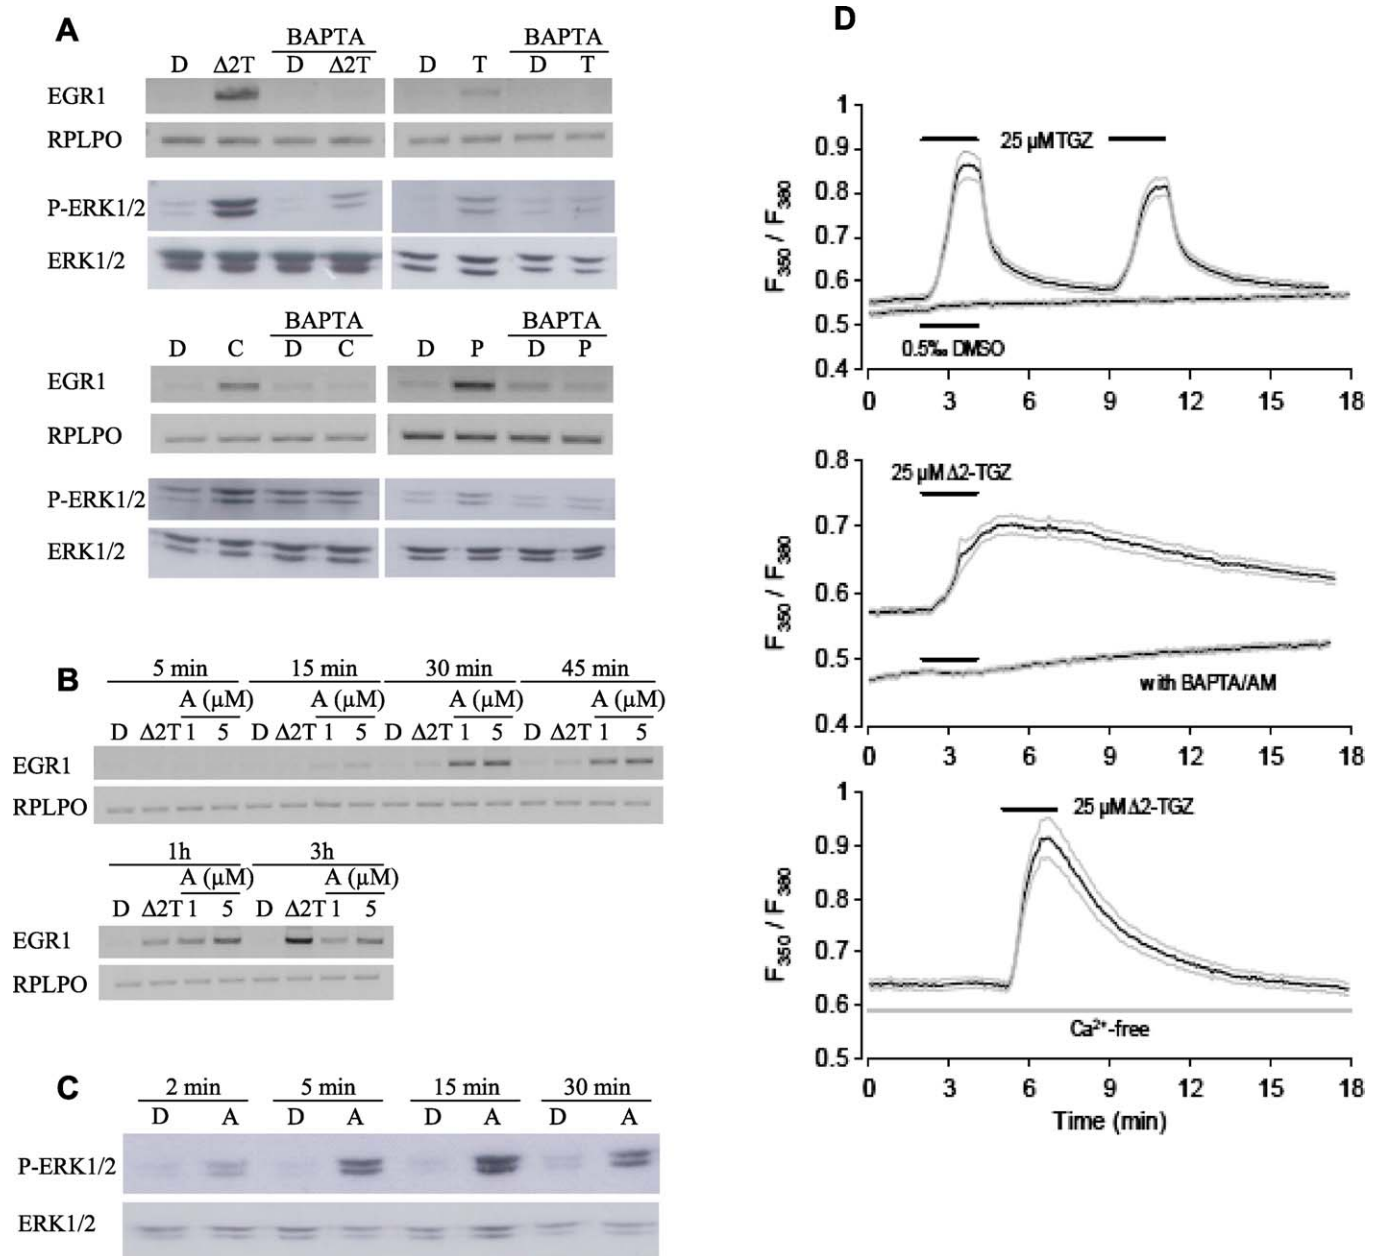 A
BAPTA BAPTA
D Δ2T D Δ2T D T D T
EGR1
RPLPO
P-ERK1/2
ERK1/2
BAPTA BAPTA
D C D C D P D P
EGR1
RPLPO
P-ERK1/2
ERK1/2
B
5 min 15 min 30 min 45 min
A (μM) A (μM) A (μM) A (μM)
D Δ2T 1 5 D Δ2T 1 5 D Δ2T 1 5 D Δ2T 1 5
EGR1
RPLPO
1h 3h
A (μM) A (μM)
D Δ2T 1 5 D Δ2T 1 5
EGR1
RPLPO
C
2 min 5 min 15 min 30 min
D A D A D A D A
P-ERK1/2
ERK1/2
D
F350 / F380
1
0.9
0.8
0.7
0.6
0.5
0.4
25 μM TGZ
0.5‰ DMSO
0 3 6 9 12 15 18
F350 / F380
0.8
0.7
0.6
0.5
0.4
25 μM Δ2-TGZ
with BAPTA/AM
0 3 6 9 12 15 18
F350 / F380
1
0.9
0.8
0.7
0.6
0.5
25 μM Δ2-TGZ
Ca²⁺-free
0 3 6 9 12 15 18
Time (min)